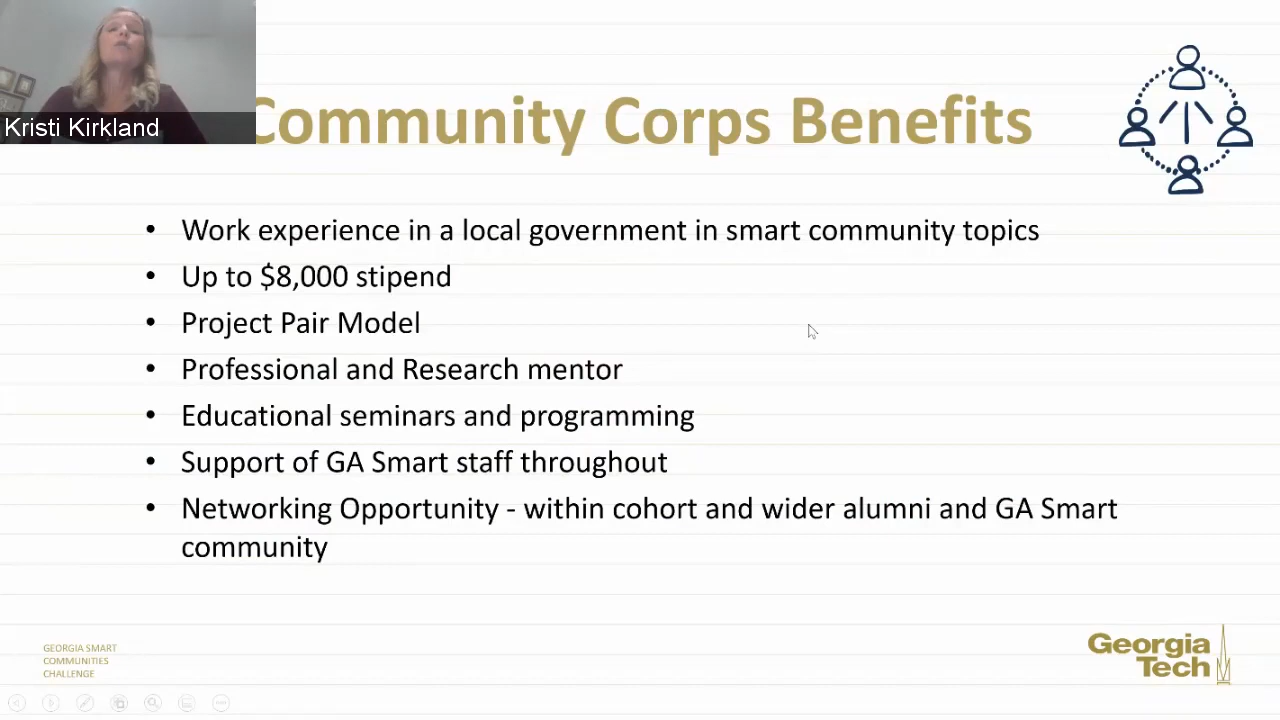 Kristi Kirkland
Community Corps Benefits
• Work experience in a local government in smart community topics
• Up to $8,000 stipend
• Project Pair Model
• Professional and Research mentor
• Educational seminars and programming
• Support of GA Smart staff throughout
• Networking Opportunity - within cohort and wider alumni and GA Smart
community
GEORGIA SMART
COMMUNITIES
CHALLENGE
Georgia
Tech